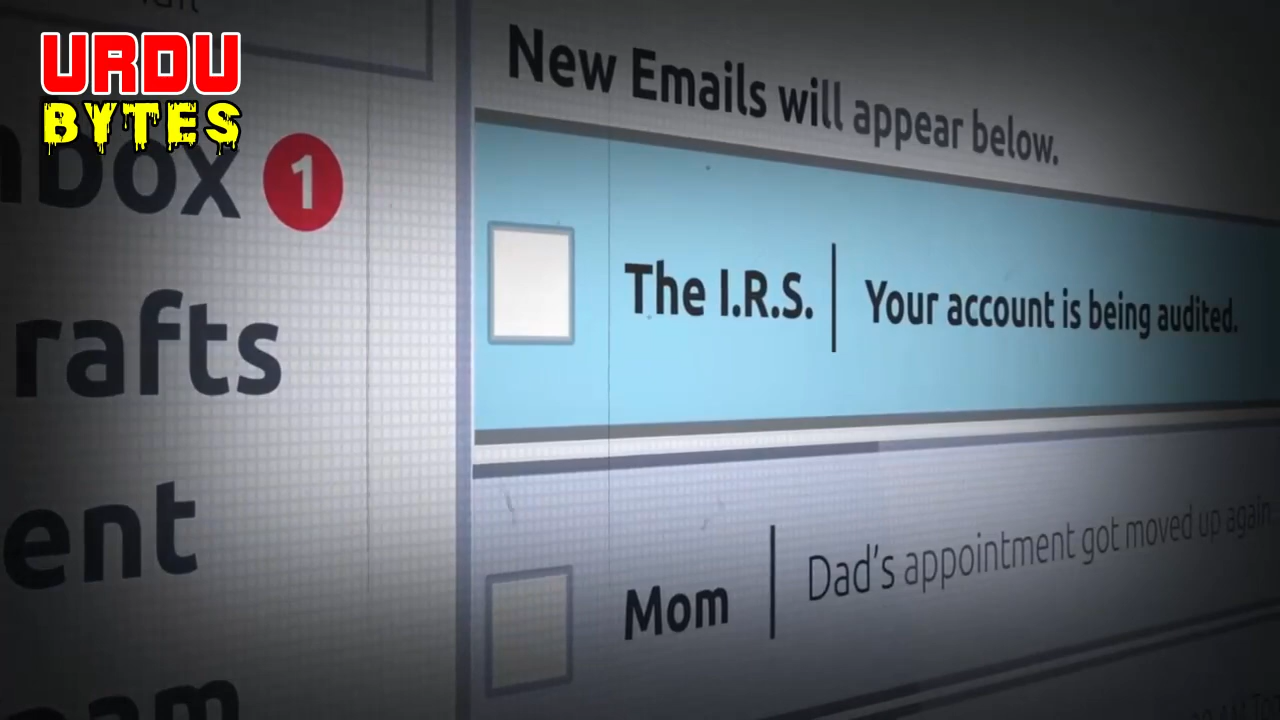 URDU
BYTES
New Emails will appear below.
1
The I.R.S. | Your account is being audited.
rafts
ent
Mom | Dad's appointment got moved up again